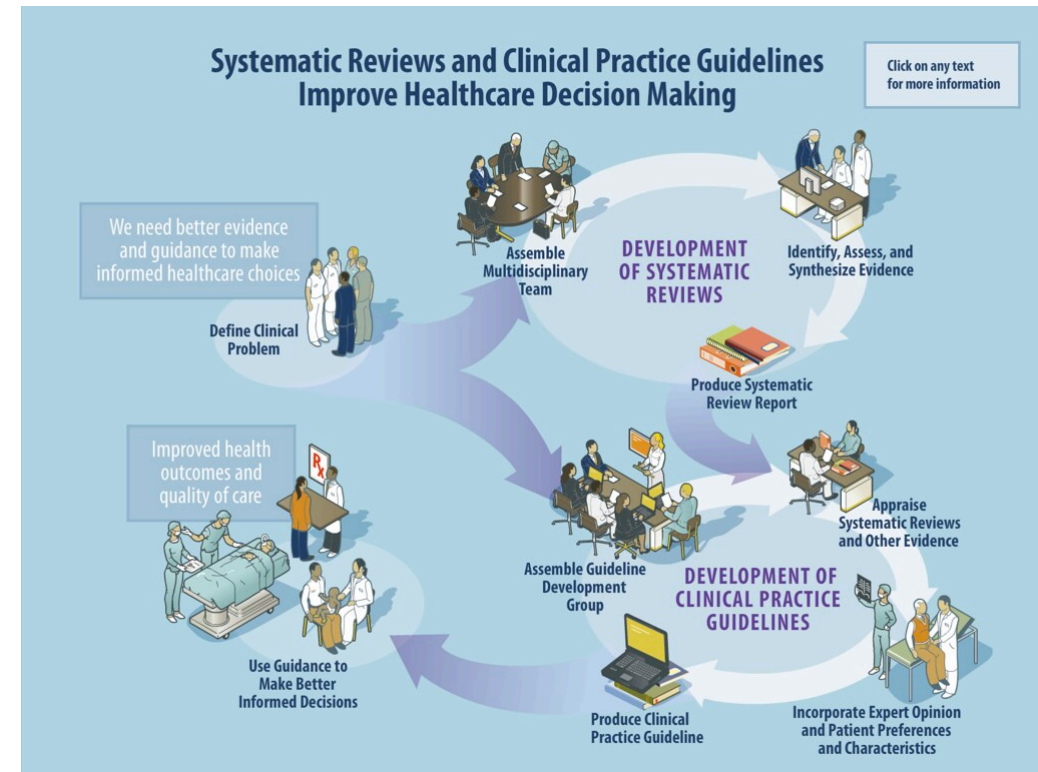 Systematic Reviews and Clinical Practice Guidelines
Improve Healthcare Decision Making
Click on any text
for more information
We need better evidence
and guidance to make
informed healthcare choices
Define Clinical
Problem
Assemble
Multidisciplinary
Team
DEVELOPMENT
OF SYSTEMATIC
REVIEWS
Identify, Assess, and
Synthesize Evidence
Produce Systematic
Review Report
Improved health
outcomes and
quality of care
Rx
Assemble Guideline
Development
Group
DEVELOPMENT OF
CLINICAL PRACTICE
GUIDELINES
Appraise
Systematic Reviews
and Other Evidence
Incorporate Expert Opinion
and Patient Preferences
and Characteristics
Produce Clinical
Practice Guideline
Use Guidance to
Make Better
Informed Decisions